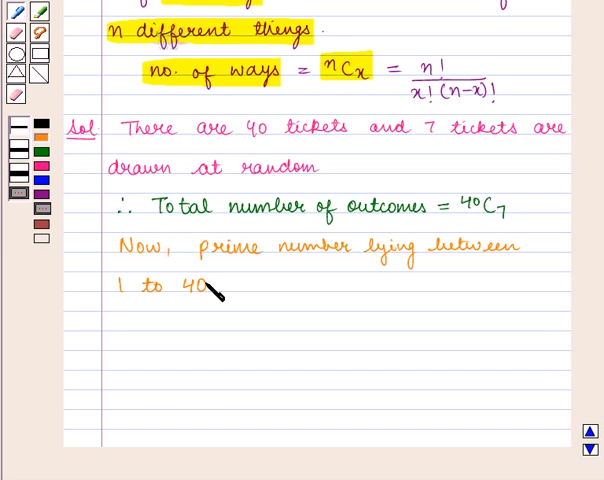 of
n different things.
no. of ways = ⁿCₓ = n! / x! (n-x)!
Sol. There are 40 tickets and 7 tickets are
drawn at random
∴ Total number of outcomes = ⁴⁰C₇
Now, prime number lying between
1 to 40